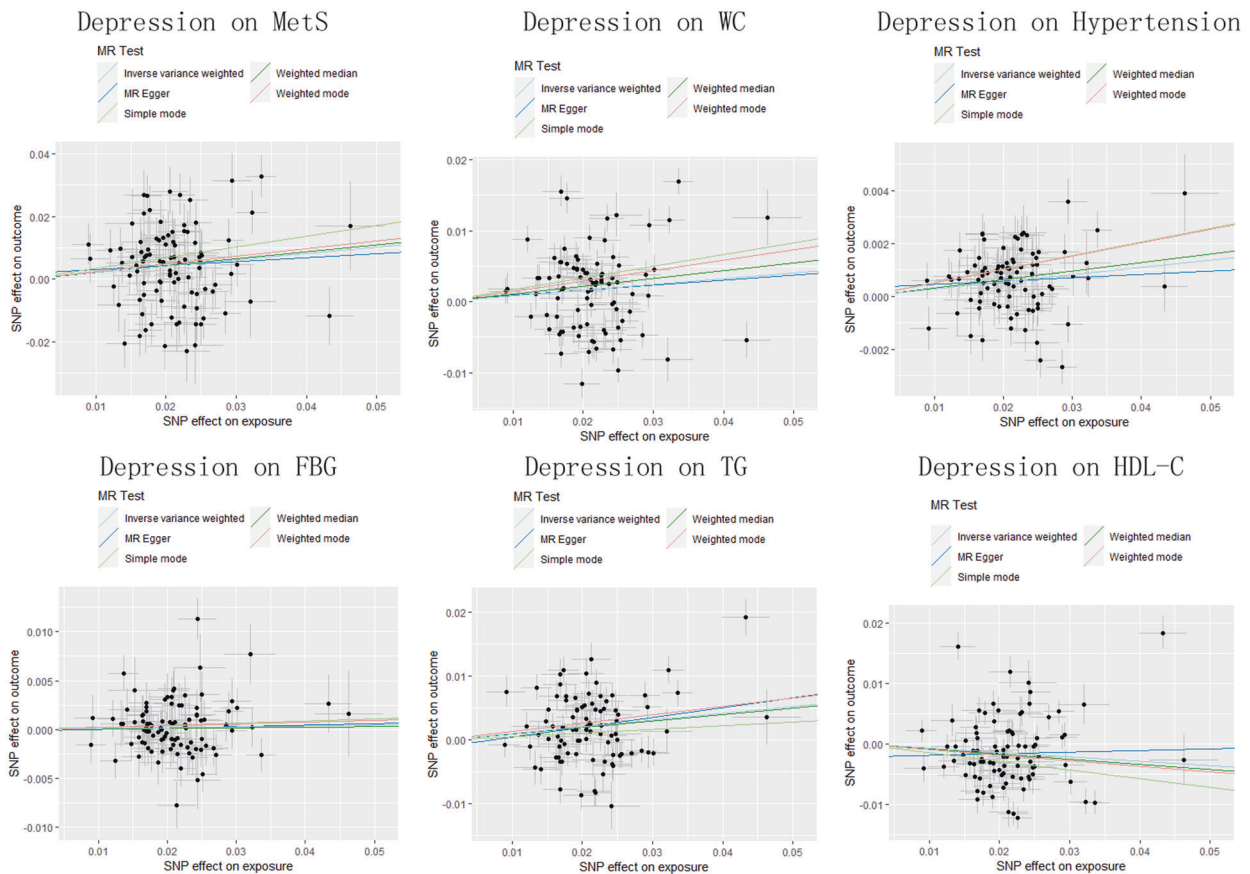 Depression on MetS
MR Test
Inverse variance weighted
Weighted median
MR Egger
Weighted mode
Simple mode
0.04
0.02
0.00
-0.02
SNP effect on outcome
0.01 0.02 0.03 0.04 0.05
SNP effect on exposure
Depression on WC
MR Test
Inverse variance weighted
Weighted median
MR Egger
Weighted mode
Simple mode
0.02
0.01
0.00
-0.01
SNP effect on outcome
0.01 0.02 0.03 0.04 0.05
SNP effect on exposure
Depression on Hypertension
MR Test
Inverse variance weighted
Weighted median
MR Egger
Weighted mode
Simple mode
0.004
0.002
0.000
-0.002
SNP effect on outcome
0.01 0.02 0.03 0.04 0.05
SNP effect on exposure
Depression on FBG
MR Test
Inverse variance weighted
Weighted median
MR Egger
Weighted mode
Simple mode
0.010
0.005
0.000
-0.005
-0.010
SNP effect on outcome
0.01 0.02 0.03 0.04 0.05
SNP effect on exposure
Depression on TG
MR Test
Inverse variance weighted
Weighted median
MR Egger
Weighted mode
Simple mode
0.02
0.01
0.00
-0.01
SNP effect on outcome
0.01 0.02 0.03 0.04 0.05
SNP effect on exposure
Depression on HDL-C
MR Test
Inverse variance weighted
Weighted median
MR Egger
Weighted mode
Simple mode
0.02
0.01
0.00
-0.01
SNP effect on outcome
0.01 0.02 0.03 0.04 0.05
SNP effect on exposure